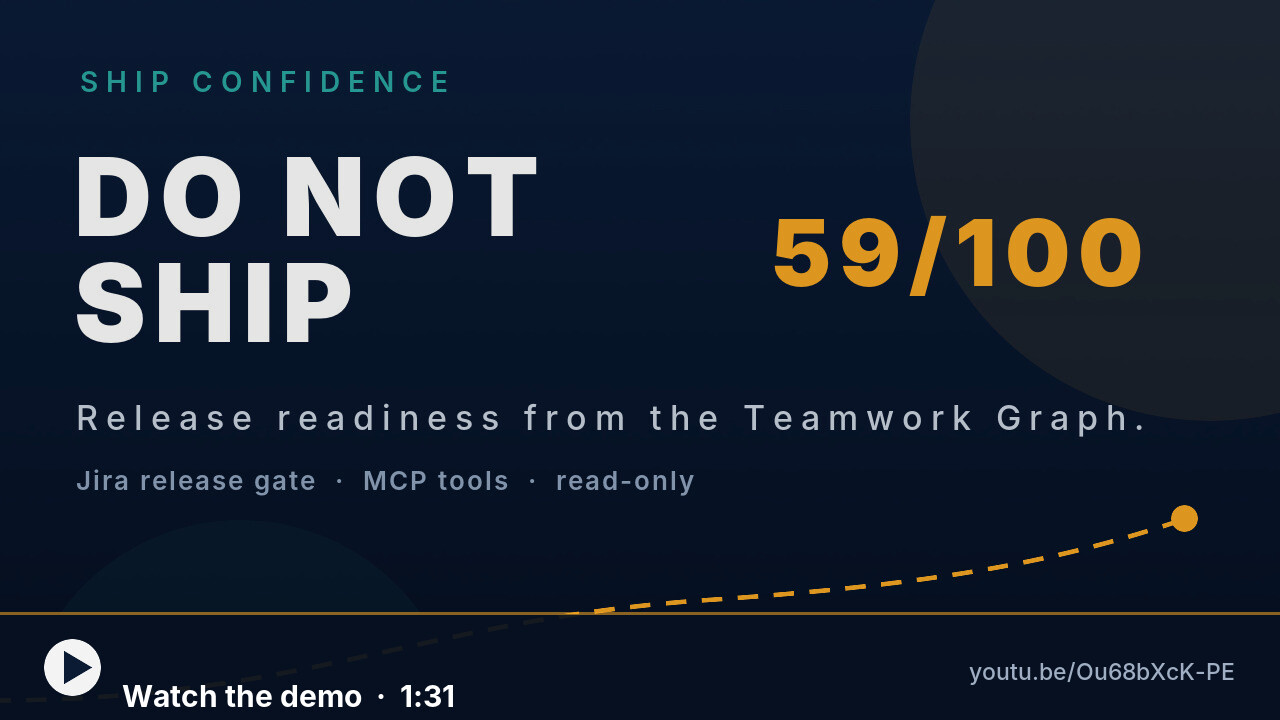 SHIP CONFIDENCE
DO NOT
SHIP
59/100
Release readiness from the Teamwork Graph.
Jira release gate · MCP tools · read-only
Watch the demo · 1:31
youtu.be/Ou68bXcK-PE